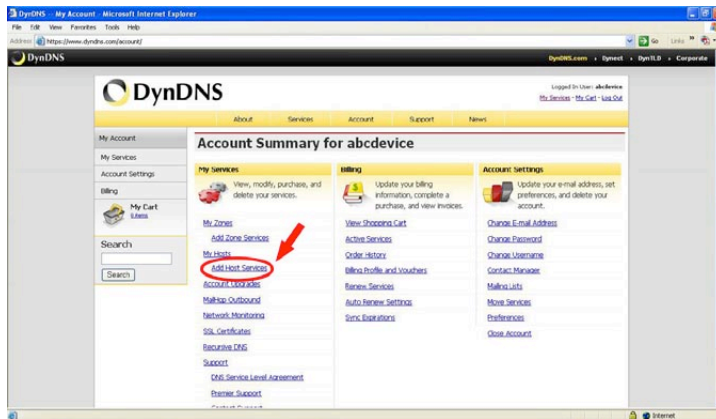 DynDNS -- My Account - Microsoft Internet Explorer
File Edit View Favorites Tools Help
Address https://www.dyndns.com/account/ Go Links »
DynDNS
DynDNS.com Dynect DynTLD Corporate
DynDNS
Logged In User: abcdevice
My Services - My Cart - Log Out
About Services Account Support News
My Account
My Services
Account Settings
Billing
My Cart
0 items
Search
Search
Account Summary for abcdevice
My Services
View, modify, purchase, and
delete your services.
My Zones
Add Zone Services
My Hosts
Add Host Services
Account Upgrades
MailHop Outbound
Network Monitoring
SSL Certificates
Recursive DNS
Support
DNS Service Level Agreement
Premier Support
Contact Support
Billing
Update your billing
information, complete a
purchase, and view invoices.
View Shopping Cart
Active Services
Order History
Billing Profile and Vouchers
Renew Services
Auto Renew Settings
Sync Expirations
Account Settings
Update your e-mail address, set
preferences, and delete your
account.
Change E-mail Address
Change Password
Change Username
Contact Manager
Mailing Lists
Move Services
Preferences
Close Account
Internet